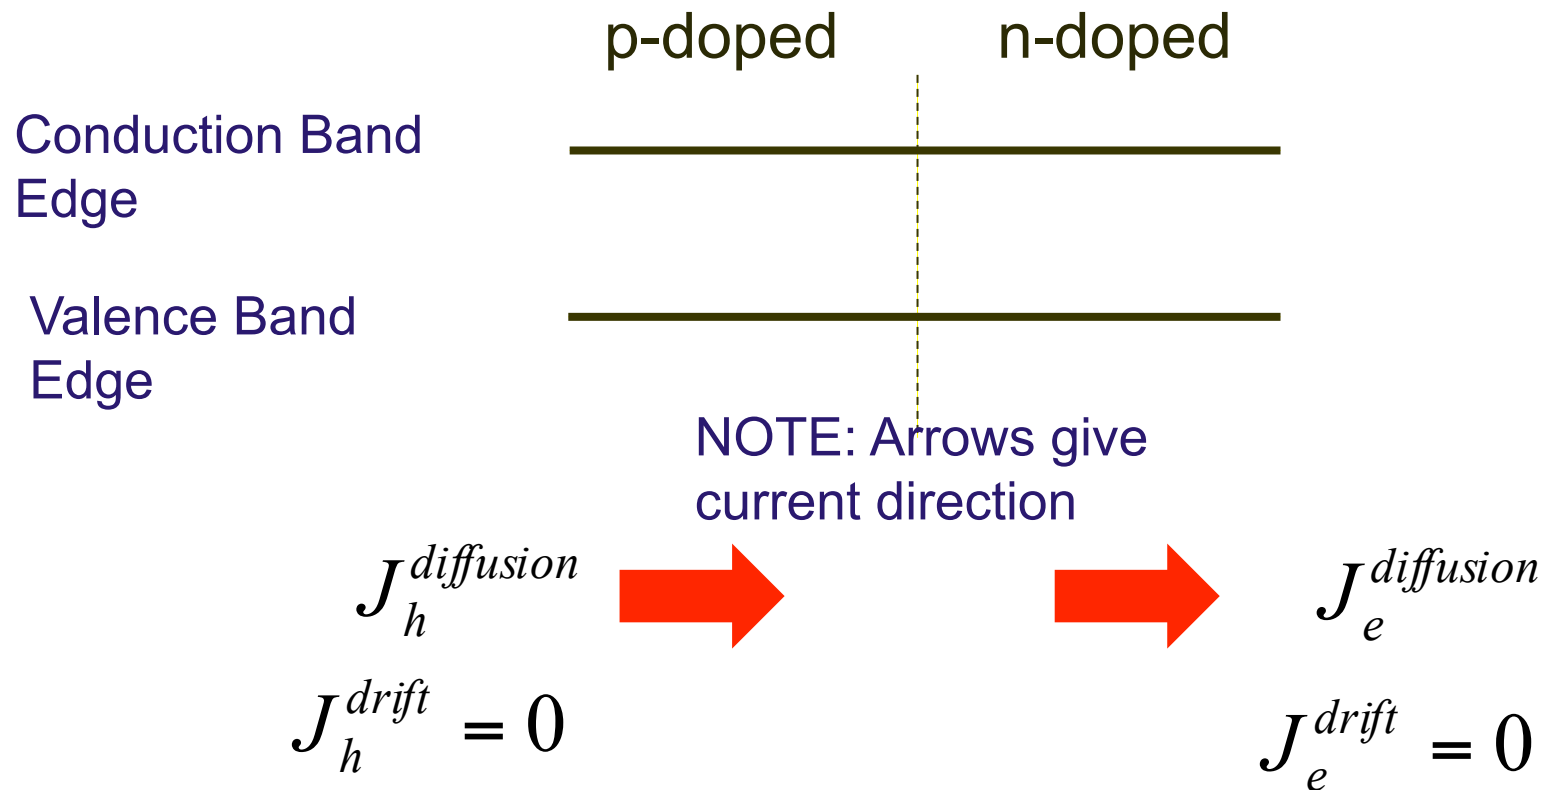 p-doped n-doped
Conduction Band
Edge
Valence Band
Edge
NOTE: Arrows give
current direction
J_h^{diffusion} J_e^{diffusion}
J_h^{drift} = 0 J_e^{drift} = 0